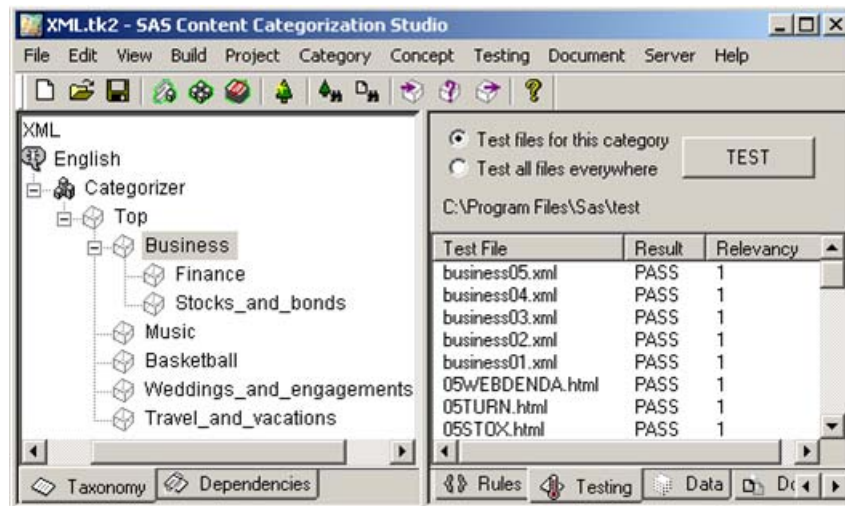 XML.tk2 - SAS Content Categorization Studio
File Edit View Build Project Category Concept Testing Document Server Help
XML
English
Categorizer
Top
Business
Finance
Stocks_and_bonds
Music
Basketball
Weddings_and_engagements
Travel_and_vacations
Taxonomy Dependencies
Test files for this category
Test all files everywhere
TEST
C:\Program Files\Sas\test
Test File Result Relevancy
business05.xml PASS 1
business04.xml PASS 1
business03.xml PASS 1
business02.xml PASS 1
business01.xml PASS 1
05WEBDENDA.html PASS 1
05TURN.html PASS 1
05STOX.html PASS 1
Rules Testing Data